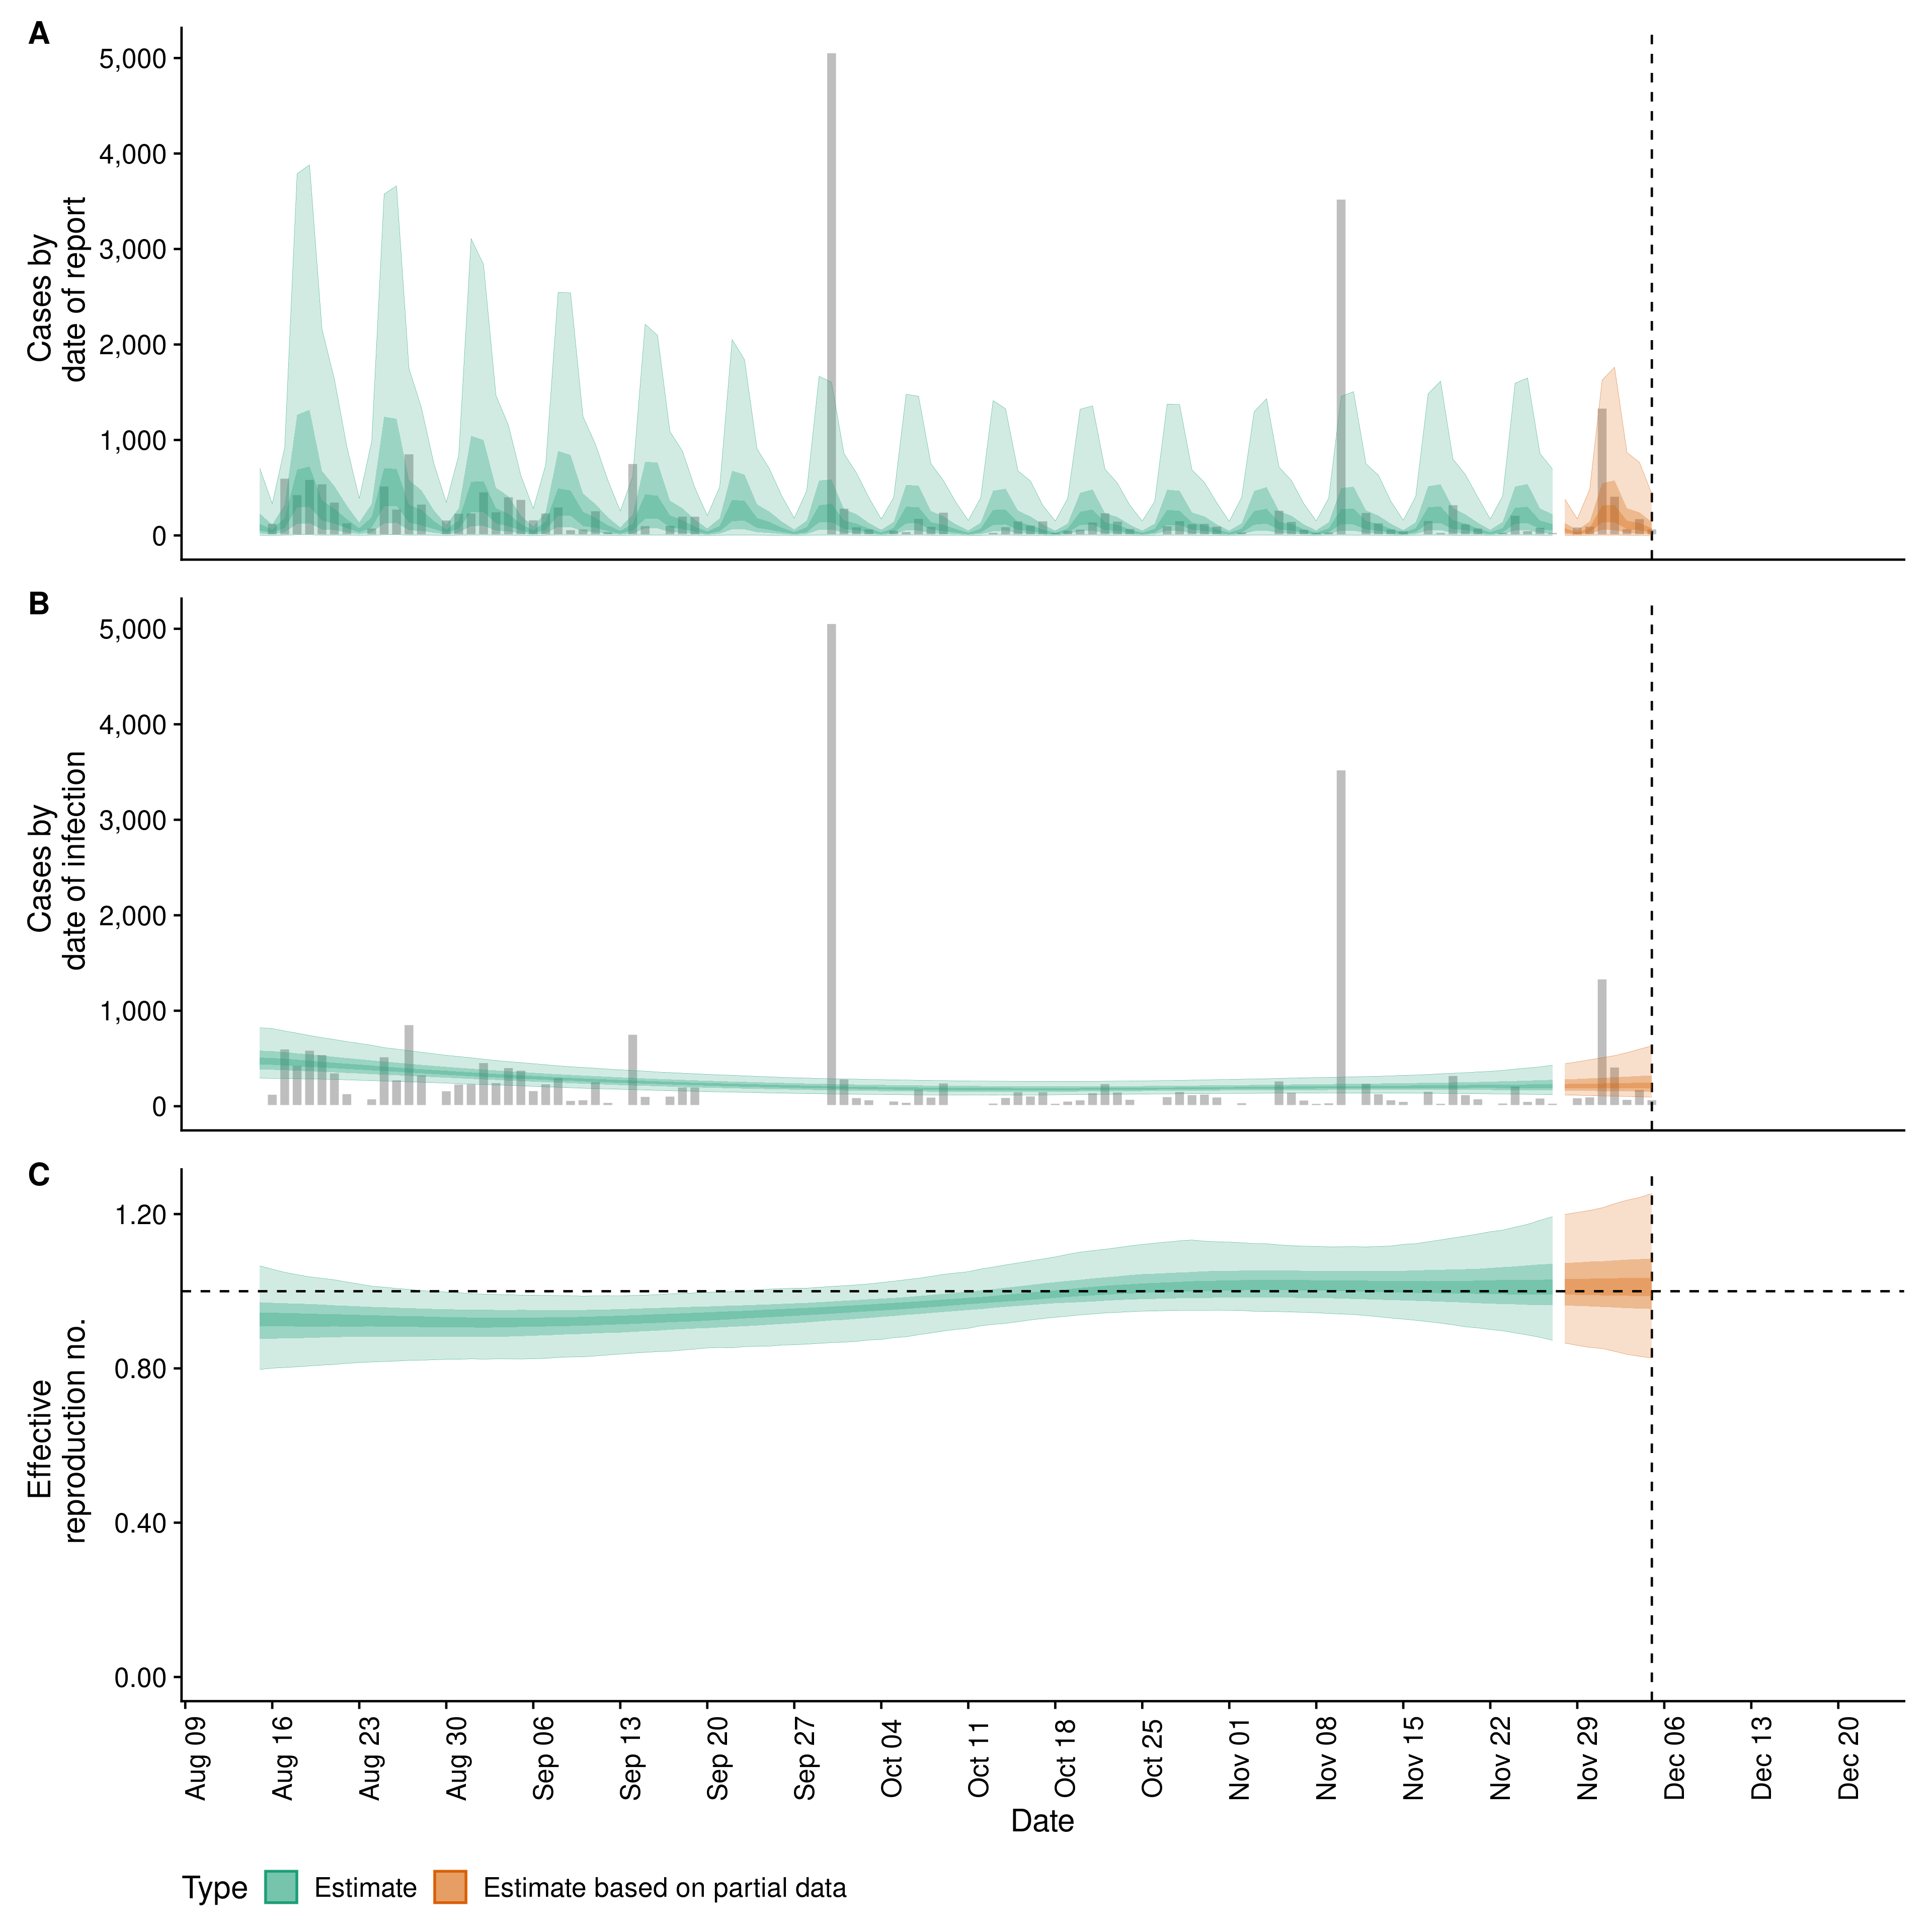 A
5,000
4,000
3,000
2,000
1,000
0
Cases by
date of report
B
5,000
4,000
3,000
2,000
1,000
0
Cases by
date of infection
C
1.20
0.80
0.40
0.00
Effective
reproduction no.
Aug 09
Aug 16
Aug 23
Aug 30
Sep 06
Sep 13
Sep 20
Sep 27
Oct 04
Oct 11
Oct 18
Oct 25
Nov 01
Nov 08
Nov 15
Nov 22
Nov 29
Dec 06
Dec 13
Dec 20
Date
Type Estimate Estimate based on partial data